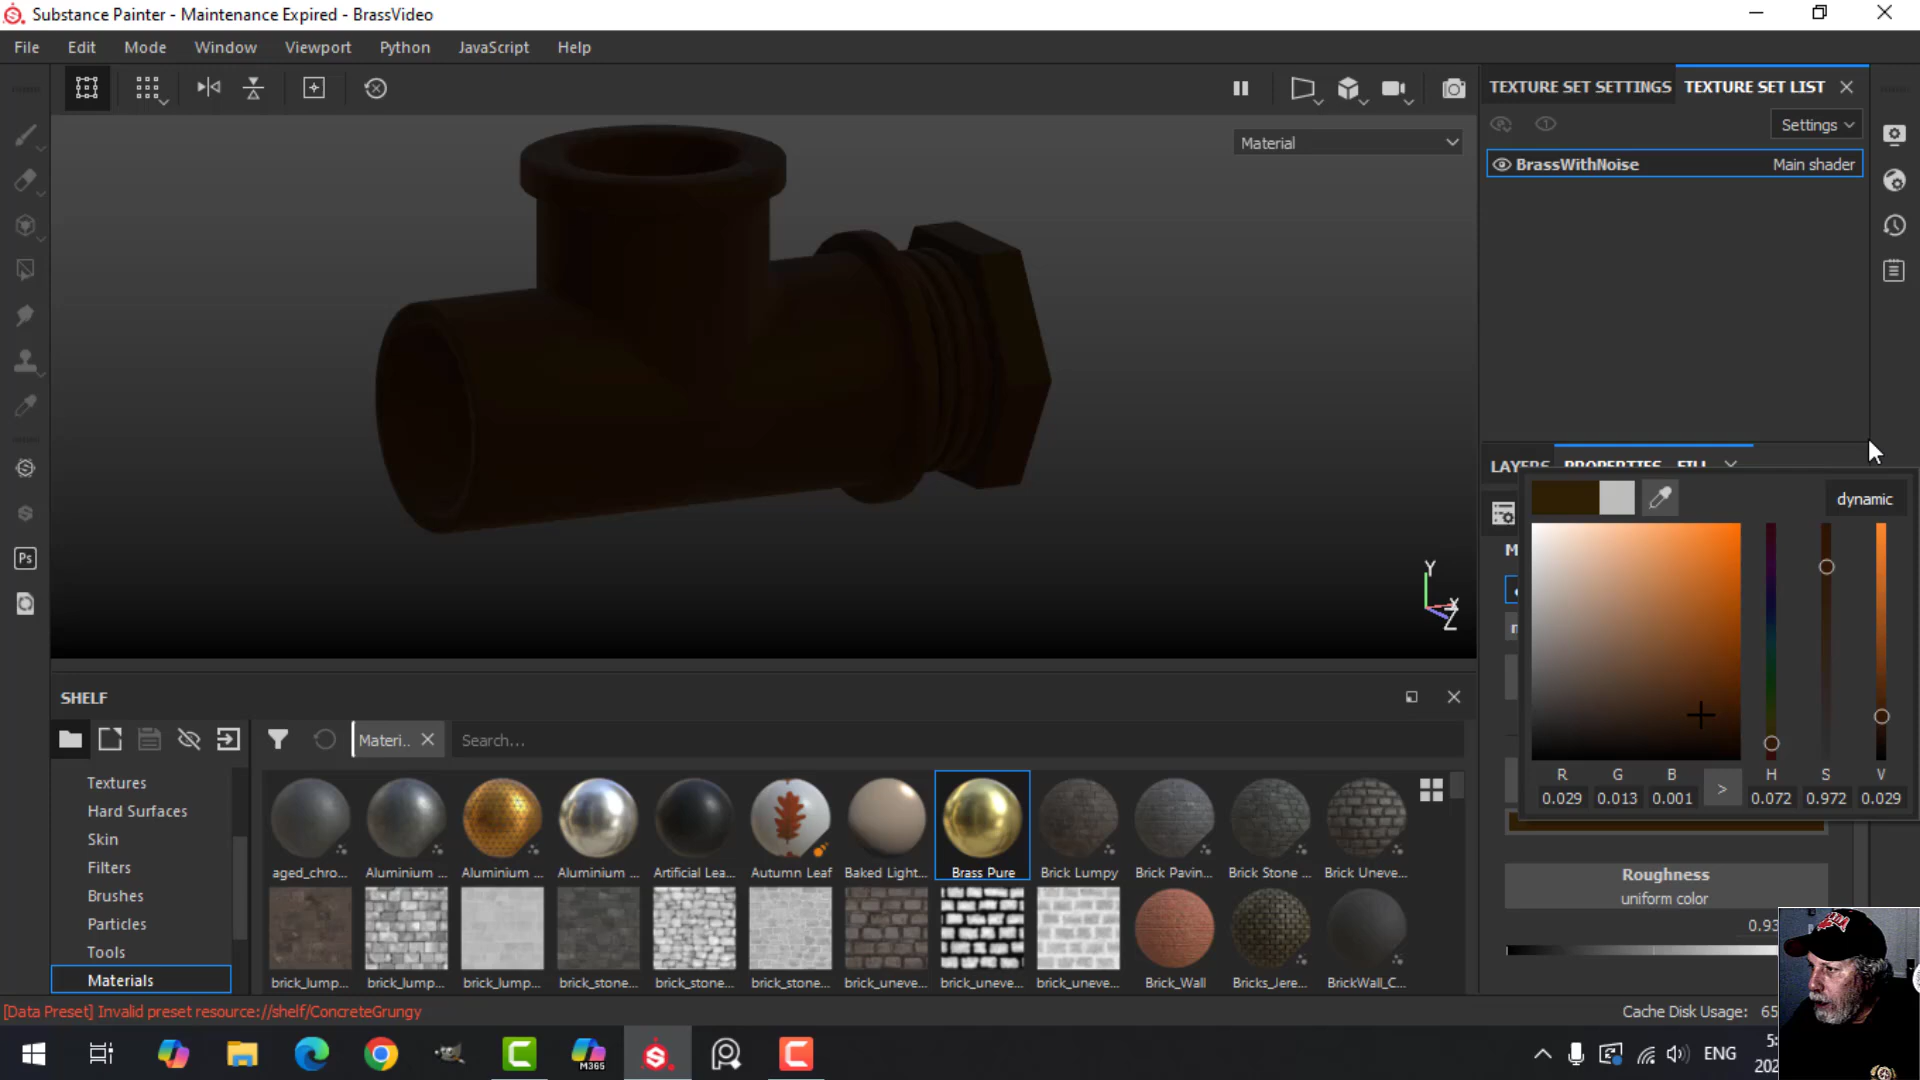 Substance Painter - Maintenance Expired - BrassVideo
File Edit Mode Window Viewport Python JavaScript Help
TEXTURE SET SETTINGS TEXTURE SET LIST
Settings
Material
BrassWithNoise Main shader
LAYERS PROPERTIES - FILL
dynamic
Y
X
Z
R G B H S V
0.029 0.013 0.001 > 0.072 0.972 0.029
Roughness
uniform color
SHELF
Materi..
Search...
Textures
Hard Surfaces
Skin
Filters
Brushes
Particles
Tools
Materials
aged_chro... Aluminium ... Aluminium ... Aluminium ... Artificial Lea... Autumn Leaf Baked Light... Brass Pure Brick Lumpy Brick Pavin... Brick Stone ... Brick Uneve...
brick_lump... brick_lump... brick_lump... brick_stone... brick_stone... brick_stone... brick_uneve... brick_uneve... brick_uneve... Brick_Wall Bricks_Jere... BrickWall_C...
[Data Preset] Invalid preset resource://shelf/ConcreteGrungy
Cache Disk Usage:
Ps
M365
ENG